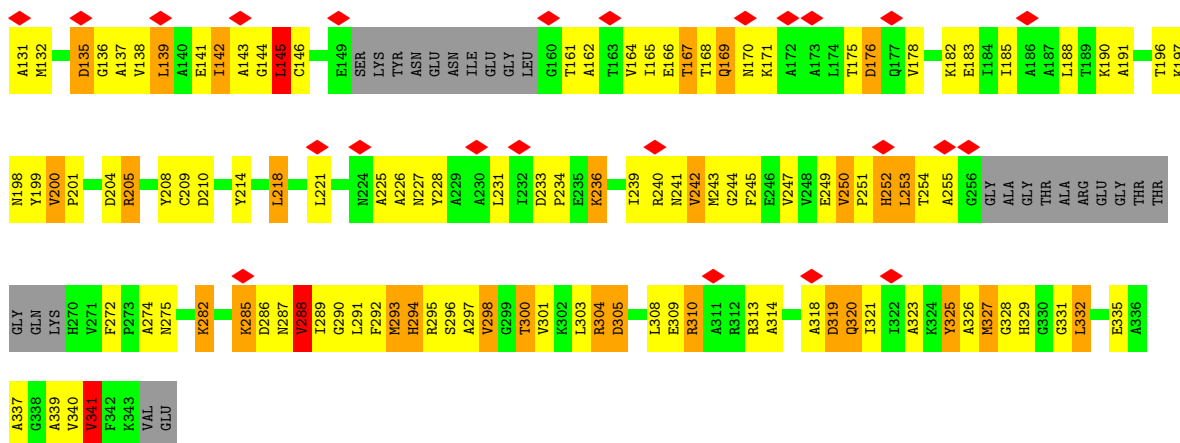 A131 M132 D135 G136 A137 V138 L139 A140 E141 I142 A143 G144 L145 C146 E149 SER LYS TYR ASN GLU ASN ILE GLU GLY LEU G160 T161 A162 T163 V164 I165 E166 T167 T168 Q169 N170 K171 A172 A173 L174 T175 D176 Q177 V178 K182 E183 I184 I185 A186 A187 L188 T189 K190 A191 T196 K197
N198 Y199 V200 P201 D204 R205 Y208 C209 D210 Y214 L218 L221 N224 A225 A226 N227 Y228 A229 A230 L231 I232 D233 P234 E235 K236 I239 R240 N241 V242 M243 G244 F245 E246 V247 V248 E249 V250 P251 H252 L253 T254 A255 G256 GLY ALA GLY THR ALA ARG GLU GLY THR THR
GLY GLN LYS H270 V271 F272 P273 A274 N275 K282 K285 D286 N287 V288 I289 G290 L291 F292 M293 H294 R295 S296 A297 V298 G299 T300 V301 K302 L303 R304 D305 L308 E309 R310 A311 R312 R313 A314 A318 D319 Q320 I321 I322 A323 K324 Y325 A326 M327 G328 H329 G330 G331 L332 E335 A336
A337 G338 A339 V340 V341 F342 K343 VAL GLU